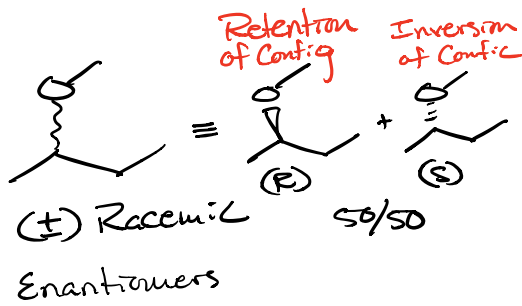 Retention Inversion
of Config of Config
O ≡ O + O
(R) (S)
(±) Racemic 50/50
Enantiomers